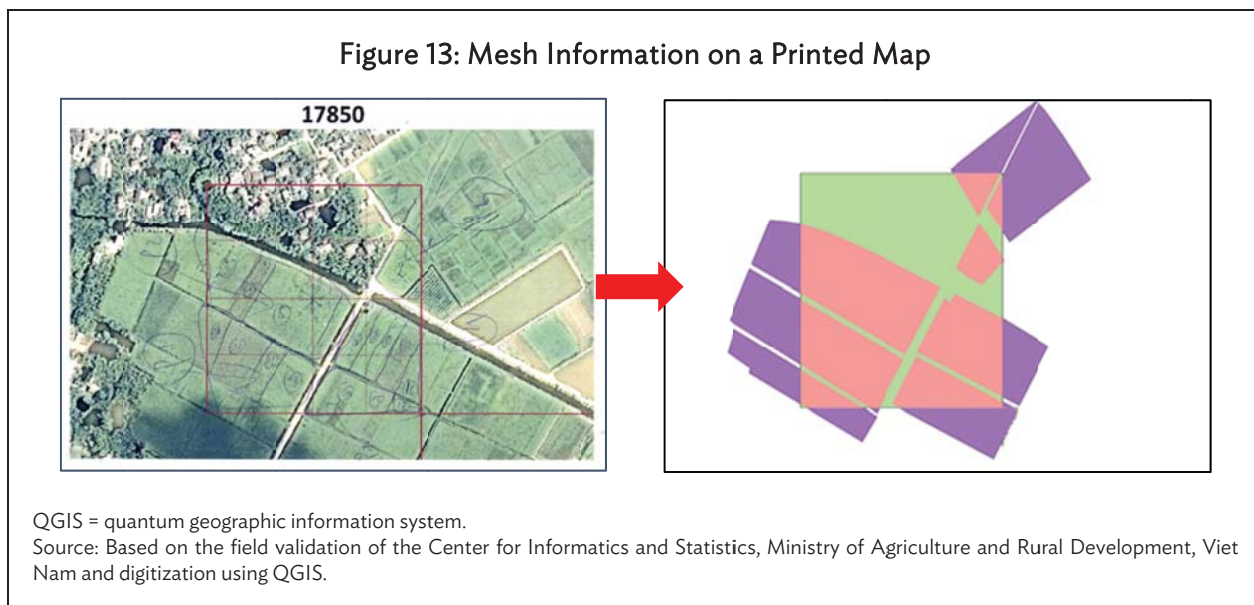 Figure 13: Mesh Information on a Printed Map
17850
QGIS = quantum geographic information system.
Source: Based on the field validation of the Center for Informatics and Statistics, Ministry of Agriculture and Rural Development, Viet
Nam and digitization using QGIS.